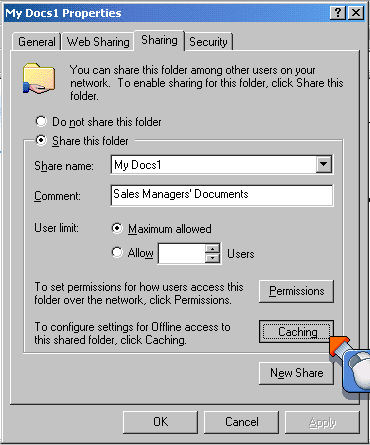 My Docs1 Properties
General
Web Sharing
Sharing
Security
You can share this folder among other users on your
network. To enable sharing for this folder, click Share this
folder.
Do not share this folder
Share this folder
Share name:
My Docs1
Comment:
Sales Managers' Documents
User limit:
Maximum allowed
Allow
Users
To set permissions for how users access this
folder over the network, click Permissions.
Permissions
To configure settings for Offline access to
this shared folder, click Caching.
Caching
New Share
OK
Cancel
Apply